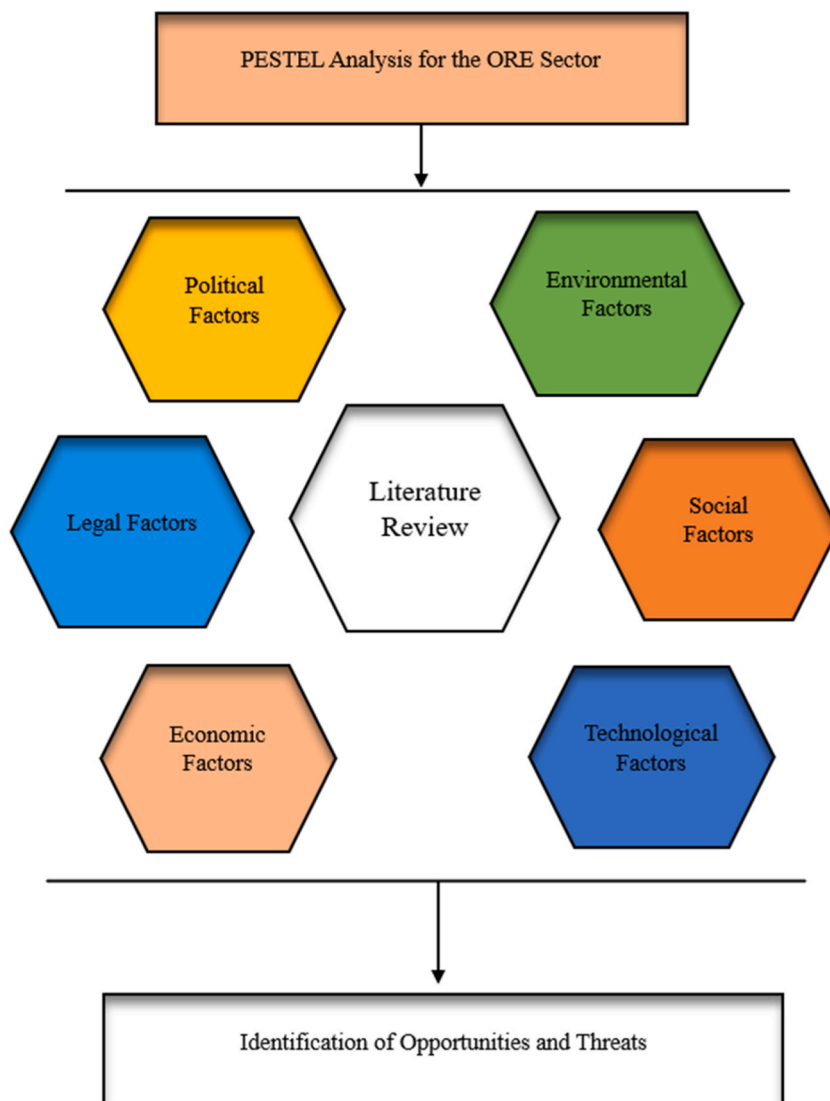 PESTEL Analysis for the ORE Sector
Political
Factors
Environmental
Factors
Legal Factors
Literature
Review
Social
Factors
Economic
Factors
Technological
Factors
Identification of Opportunities and Threats